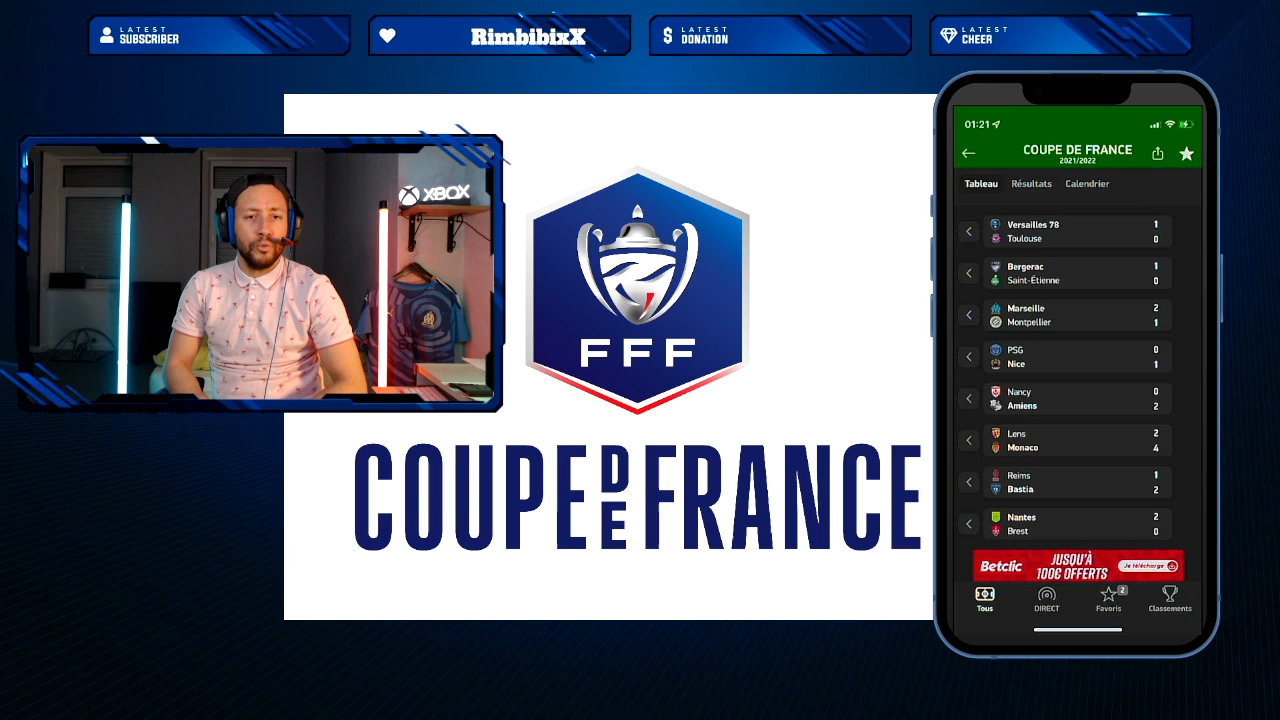 LATEST
SUBSCRIBER
RimbibixX
LATEST
DONATION
LATEST
CHEER
XBOX
FFF
COUPE DE FRANCE
01:21
COUPE DE FRANCE
2021/2022
Tableau Résultats Calendrier
Versailles 78 1
Toulouse 0
Bergerac 1
Saint-Étienne 0
Marseille 2
Montpellier 1
PSG 0
Nice 1
Nancy 0
Amiens 2
Lens 2
Monaco 4
Reims 1
Bastia 2
Nantes 2
Brest 0
Betclic JUSQU'À
100€ OFFERTS
Je télécharge
2
Tous DIRECT Favoris Classements